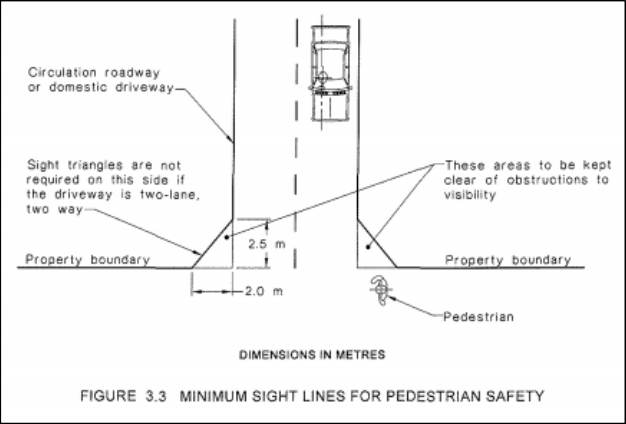 Circulation roadway
or domestic driveway
Sight triangles are not
required on this side if
the driveway is two-lane,
two way
These areas to be kept
clear of obstructions to
visibility
2.5 m
Property boundary
Property boundary
2.0 m
Pedestrian
DIMENSIONS IN METRES
FIGURE 3.3 MINIMUM SIGHT LINES FOR PEDESTRIAN SAFETY